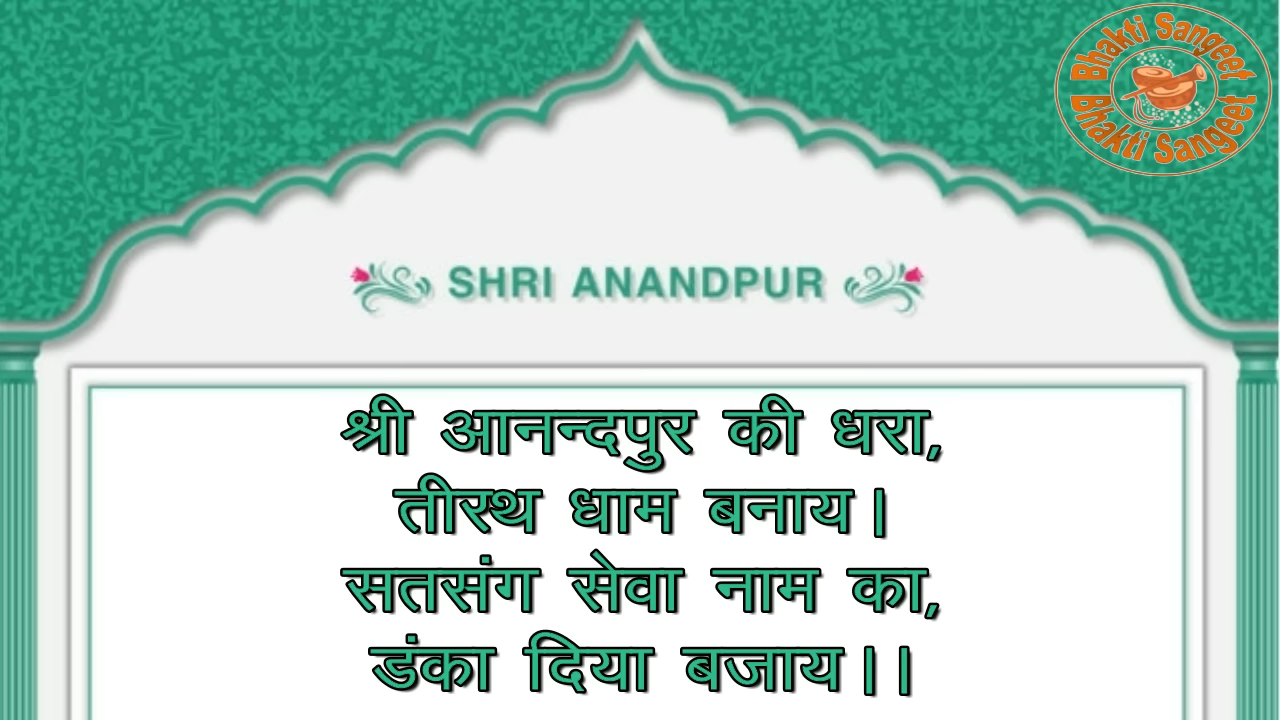 Bhakti Sangeet
Bhakti Sangeet
SHRI ANANDPUR
श्री आनन्दपुर की धरा,
तीरथ धाम बनाय।
सतसंग सेवा नाम का,
डंका दिया बजाय।।